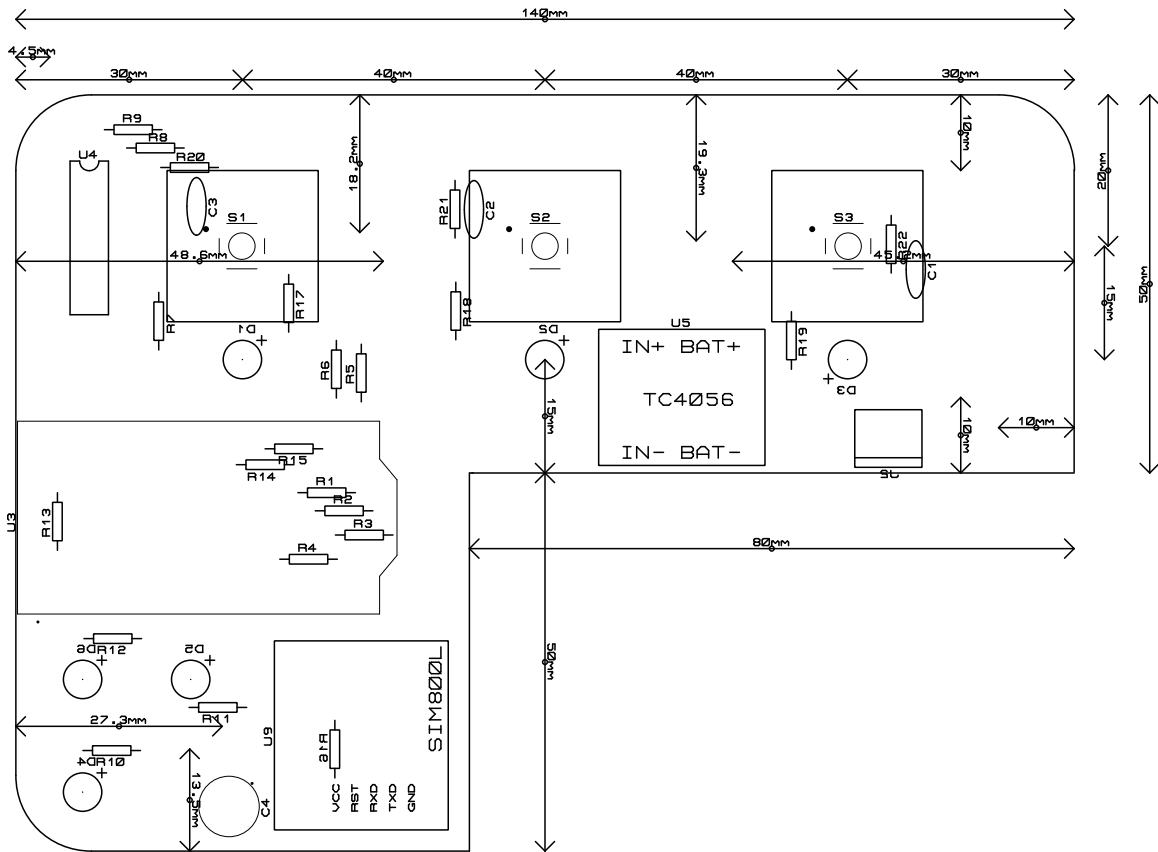 140mm
4.5mm
30mm
40mm
40mm
30mm
R9
R8
U4
R20
18.2mm
19.3mm
10mm
20mm
C3
S1
R21
C2
S2
S3
R22
48.6mm
C1
50mm
15mm
R17
R18
D1
D5
U5
R19
IN+ BAT+
R6
R5
D3
TC4056
15mm
10mm
10mm
IN- BAT-
J5
R15
R14
R1
R2
R13
U3
R3
R4
80mm
D6
R12
D2
50mm
SIM800L
R11
27.3mm
U9
R16
D4
R10
13.5mm
C4
VCC
RST
RXD
TXD
GND